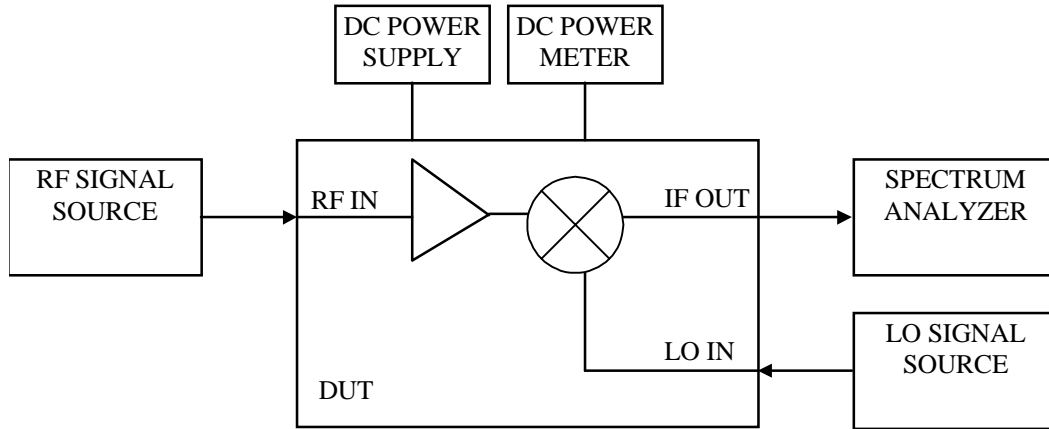 DC POWER
SUPPLY
DC POWER
METER
RF SIGNAL
SOURCE
RF IN
IF OUT
SPECTRUM
ANALYZER
LO IN
LO SIGNAL
SOURCE
DUT